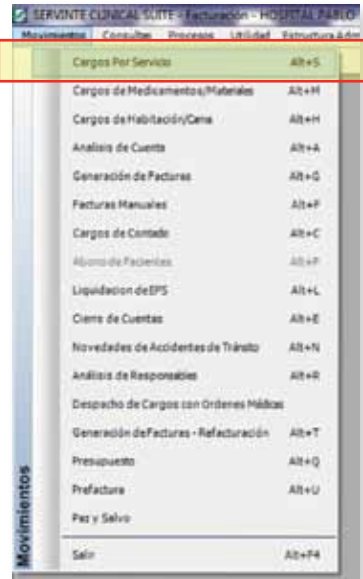 SERVINTE CLINICAL SUITE - Facturación - HOSPITAL PABLO
Movimientos Consultas Procesos Utilidad Estructura Adm
Cargos Por Servicio Alt+S
Cargos de Medicamentos/Materiales Alt+M
Cargos de Habitación/Cama Alt+H
Analisis de Cuenta Alt+A
Generación de Facturas Alt+G
Facturas Manuales Alt+F
Cargos de Contado Alt+C
Abono de Pacientes Alt+P
Liquidacion de EPS Alt+L
Cierre de Cuentas Alt+E
Novedades de Accidentes de Tránsito Alt+N
Análisis de Responsables Alt+R
Despacho de Cargos con Ordenes Médicas
Generación de Facturas - Refacturación Alt+T
Presupuesto Alt+Q
Prefactura Alt+U
Paz y Salvo
Salir Alt+F4
Movimientos